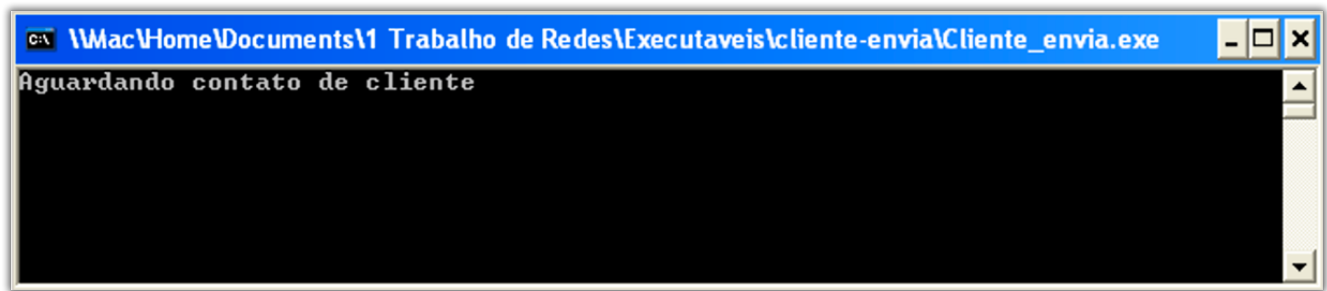 C:\ \\Mac\Home\Documents\1 Trabalho de Redes\Executaveis\cliente-envia\Cliente_envia.exe
Aguardando contato de cliente